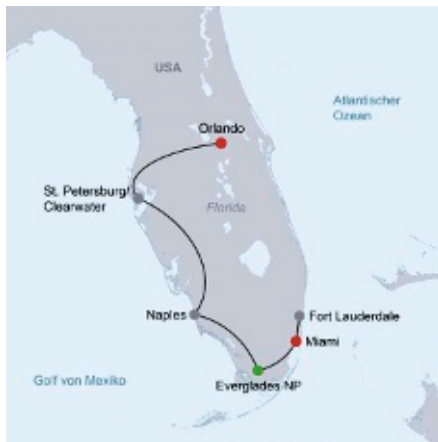 USA
Atlantischer
Ozean
Orlando
St. Petersburg/
Clearwater
Florida
Naples
Fort Lauderdale
Miami
Golf von Mexiko
Everglades NP